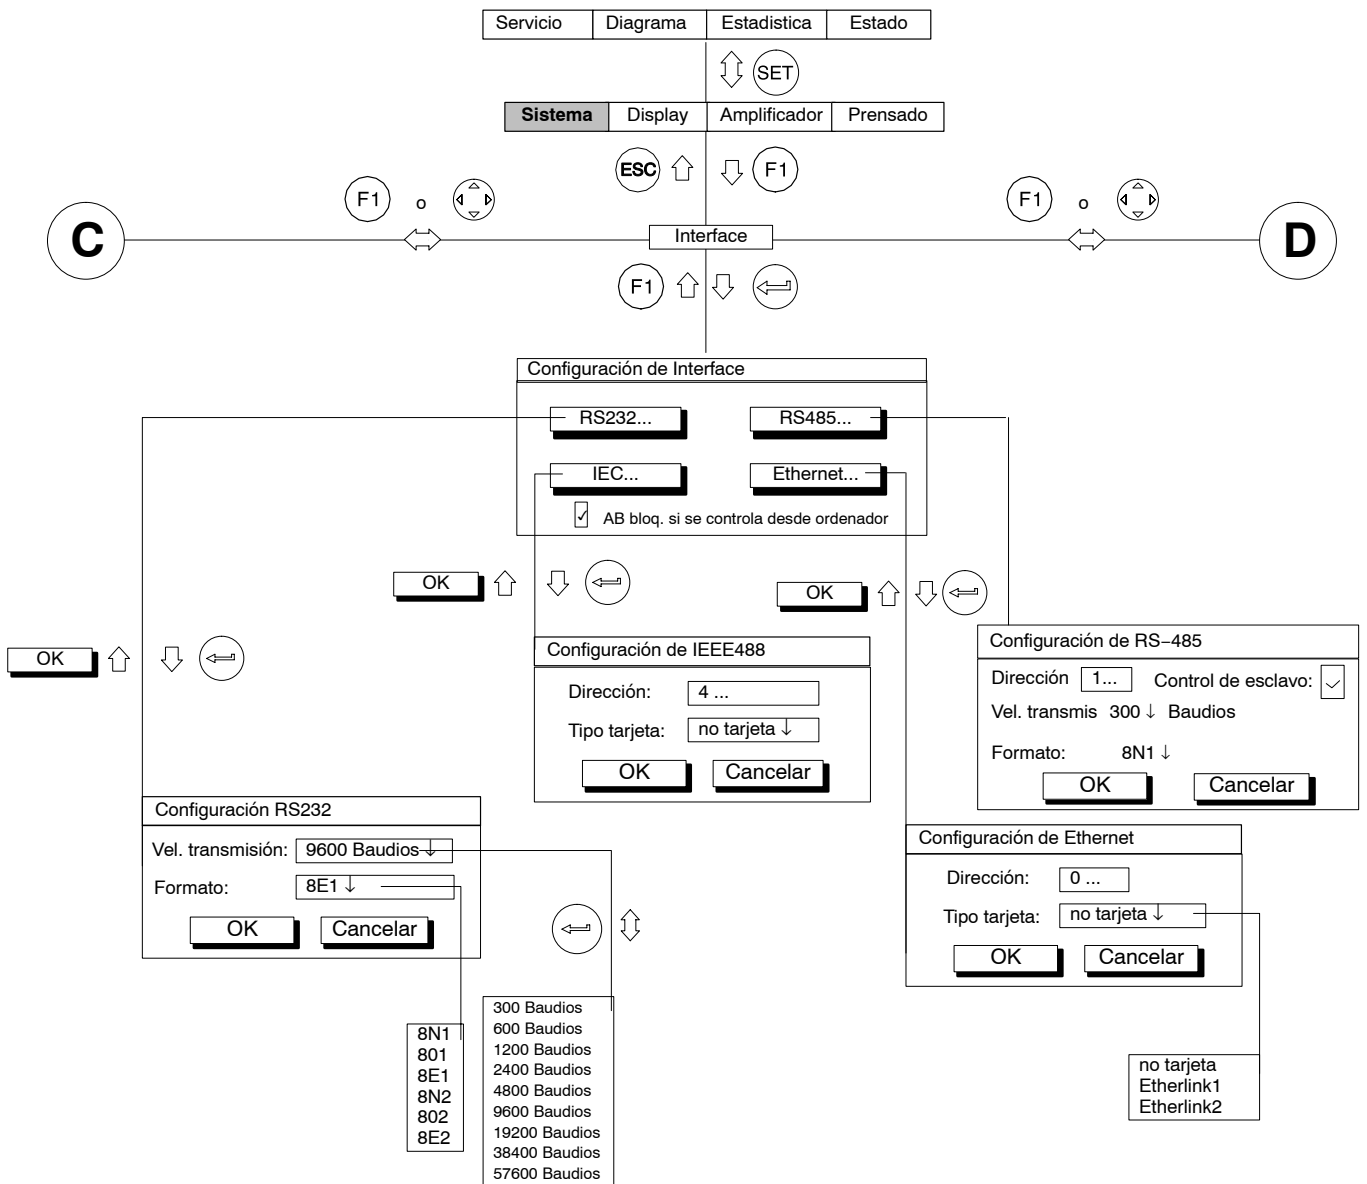 Servicio Diagrama Estadistica Estado
SET
Sistema Display Amplificador Prensado
ESC F1
F1 o
F1 o
C
Interface
D
F1
Configuración de Interface
RS232... RS485...
IEC... Ethernet...
AB bloq. si se controla desde ordenador
OK
OK
OK
Configuración de IEEE488
Dirección: 4 ...
Tipo tarjeta: no tarjeta ↓
OK Cancelar
Configuración de RS−485
Dirección 1... Control de esclavo:
Vel. transmis 300 ↓ Baudios
Formato: 8N1 ↓
OK Cancelar
Configuración RS232
Vel. transmisión: 9600 Baudios ↓
Formato: 8E1 ↓
OK Cancelar
Configuración de Ethernet
Dirección: 0 ...
Tipo tarjeta: no tarjeta ↓
OK Cancelar
8N1
801
8E1
8N2
802
8E2
300 Baudios
600 Baudios
1200 Baudios
2400 Baudios
4800 Baudios
9600 Baudios
19200 Baudios
38400 Baudios
57600 Baudios
no tarjeta
Etherlink1
Etherlink2